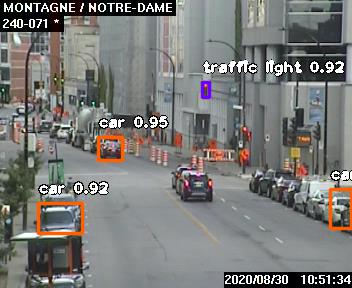 MONTAGNE / NOTRE-DAME
240-071 *
traffic light 0.92
car 0.95
car 0.92
ca
2020/08/30 10:51:34